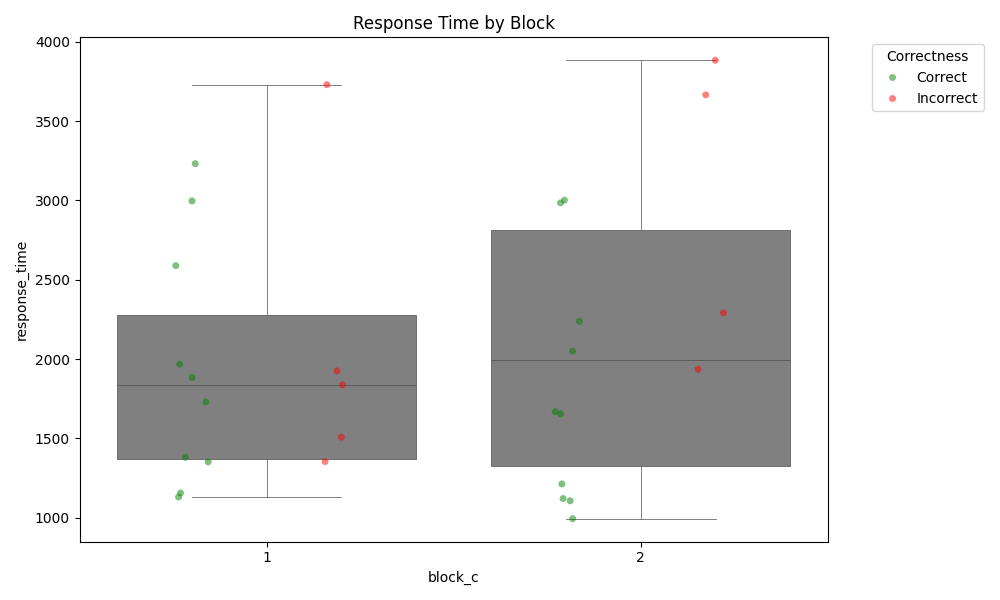 Response Time by Block
4000
3500
3000
2500
2000
1500
1000
response_time
1
2
block_c
Correctness
Correct
Incorrect